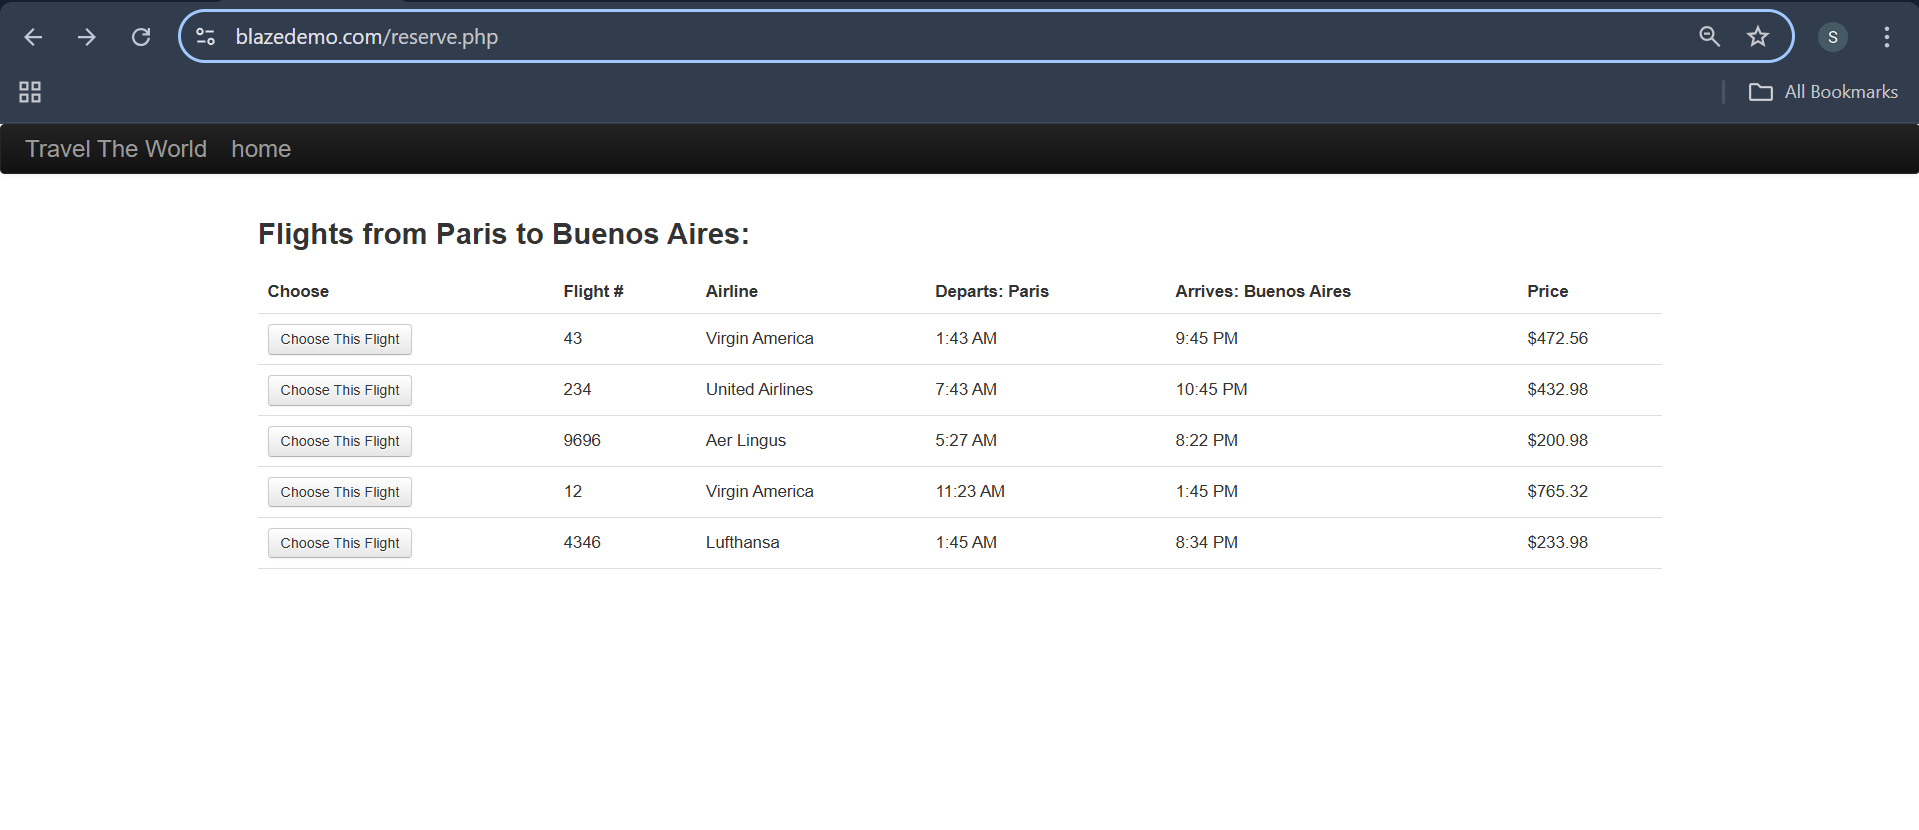 blazedemo.com/reserve.php
S
All Bookmarks
Travel The World home
Flights from Paris to Buenos Aires:
Choose Flight # Airline Departs: Paris Arrives: Buenos Aires Price
Choose This Flight 43 Virgin America 1:43 AM 9:45 PM $472.56
Choose This Flight 234 United Airlines 7:43 AM 10:45 PM $432.98
Choose This Flight 9696 Aer Lingus 5:27 AM 8:22 PM $200.98
Choose This Flight 12 Virgin America 11:23 AM 1:45 PM $765.32
Choose This Flight 4346 Lufthansa 1:45 AM 8:34 PM $233.98